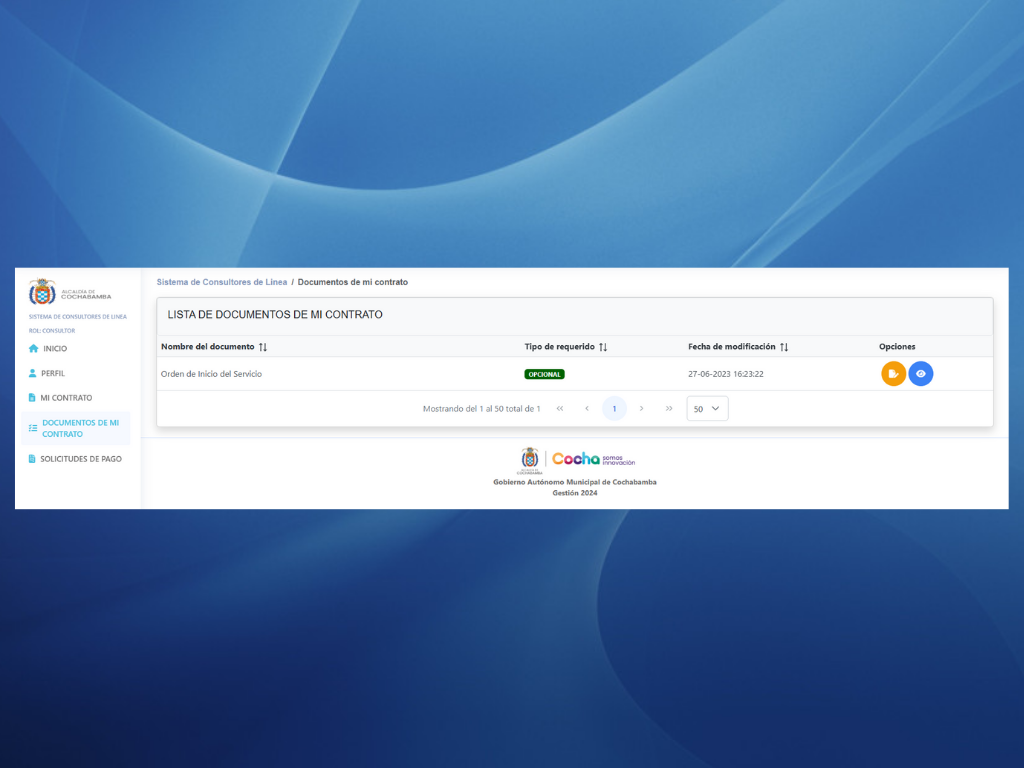 ALCALDÍA DE
COCHABAMBA
SISTEMA DE CONSULTORES DE LINEA
ROL: CONSULTOR
INICIO
PERFIL
MI CONTRATO
DOCUMENTOS DE MI
CONTRATO
SOLICITUDES DE PAGO
Sistema de Consultores de Linea / Documentos de mi contrato
LISTA DE DOCUMENTOS DE MI CONTRATO
Nombre del documento Tipo de requerido Fecha de modificación Opciones
Orden de Inicio del Servicio OPCIONAL 27-06-2023 16:23:22
Mostrando del 1 al 50 total de 1 « ‹ 1 › » 50
Cocha somos
innovación
Gobierno Autónomo Municipal de Cochabamba
Gestión 2024